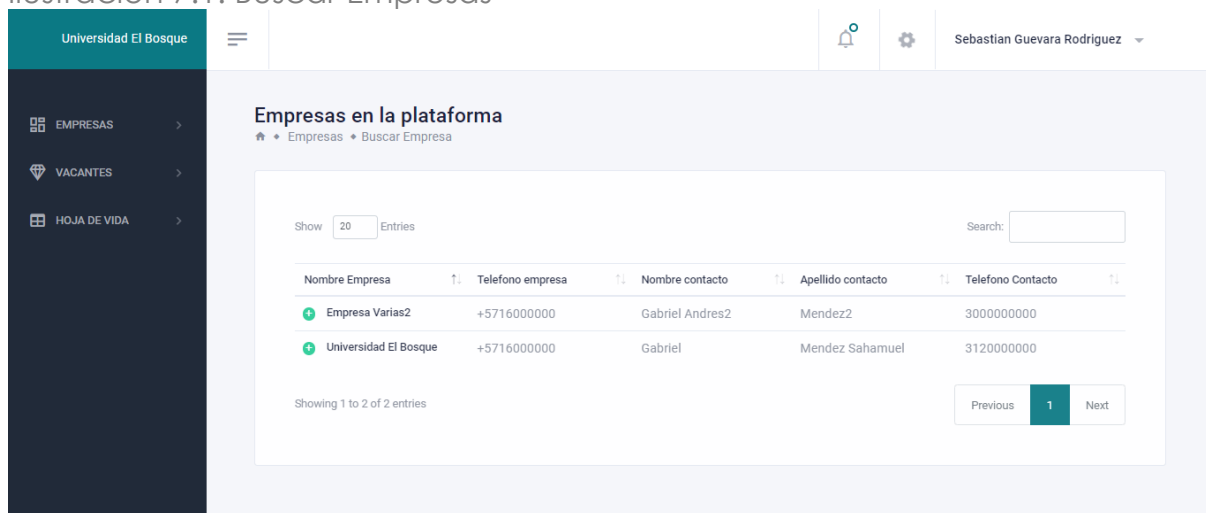 Ilustración 7.1. Buscar Empresas
Universidad El Bosque
Sebastian Guevara Rodriguez
EMPRESAS
VACANTES
HOJA DE VIDA
Empresas en la plataforma
Empresas Buscar Empresa
Show 20 Entries Search:
Nombre Empresa Telefono empresa Nombre contacto Apellido contacto Telefono Contacto
Empresa Varias2 +5716000000 Gabriel Andres2 Mendez2 3000000000
Universidad El Bosque +5716000000 Gabriel Mendez Sahamuel 3120000000
Showing 1 to 2 of 2 entries Previous 1 Next